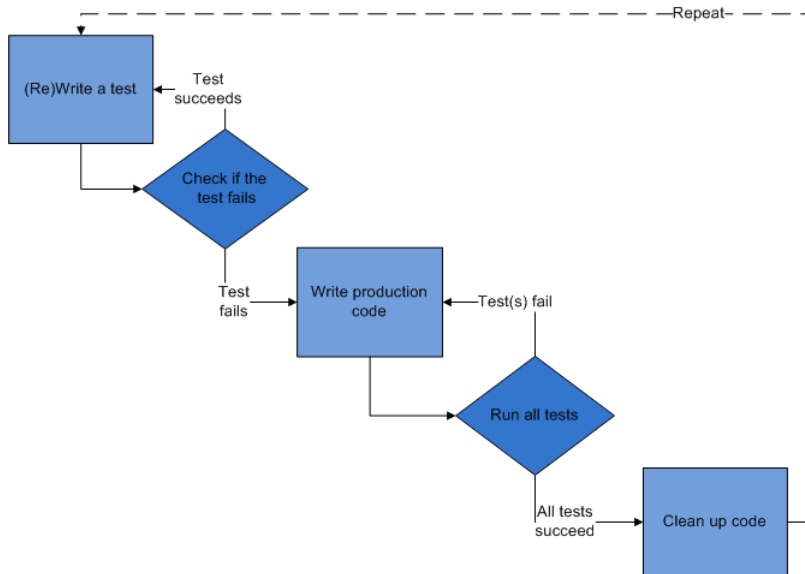 Repeat
(Re)Write a test
Test
succeeds
Check if the
test fails
Test
fails
Write production
code
Test(s) fail
Run all tests
All tests
succeed
Clean up code